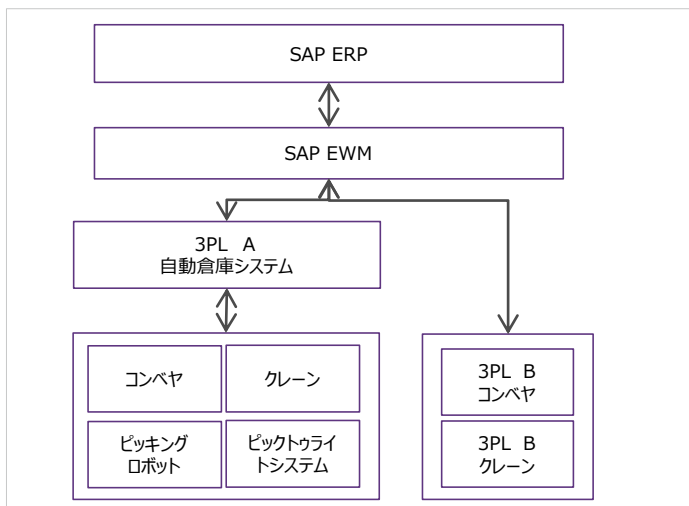 SAP ERP
SAP EWM
3PL A
自動倉庫システム
コンベヤ
クレーン
ピッキング
ロボット
ピックトゥライ
トシステム
3PL B
コンベヤ
3PL B
クレーン